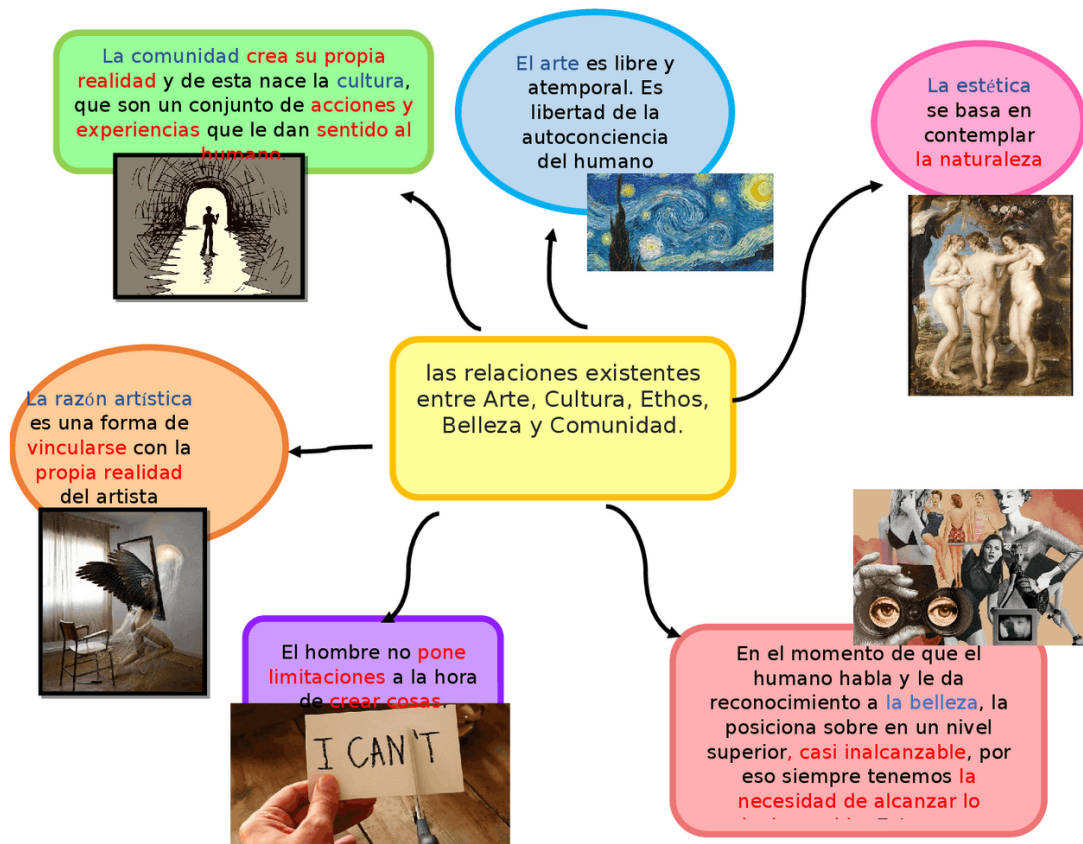 La comunidad crea su propia
realidad y de esta nace la cultura,
que son un conjunto de acciones y
experiencias que le dan sentido al
humano.
El arte es libre y
atemporal. Es
libertad de la
autoconciencia
del humano
La estética
se basa en
contemplar
la naturaleza
las relaciones existentes
entre Arte, Cultura, Ethos,
Belleza y Comunidad.
La razón artística
es una forma de
vincularse con la
propia realidad
del artista
El hombre no pone
limitaciones a la hora
de crear cosas.
I CAN'T
En el momento de que el
humano habla y le da
reconocimiento a la belleza, la
posiciona sobre en un nivel
superior, casi inalcanzable, por
eso siempre tenemos la
necesidad de alcanzar lo